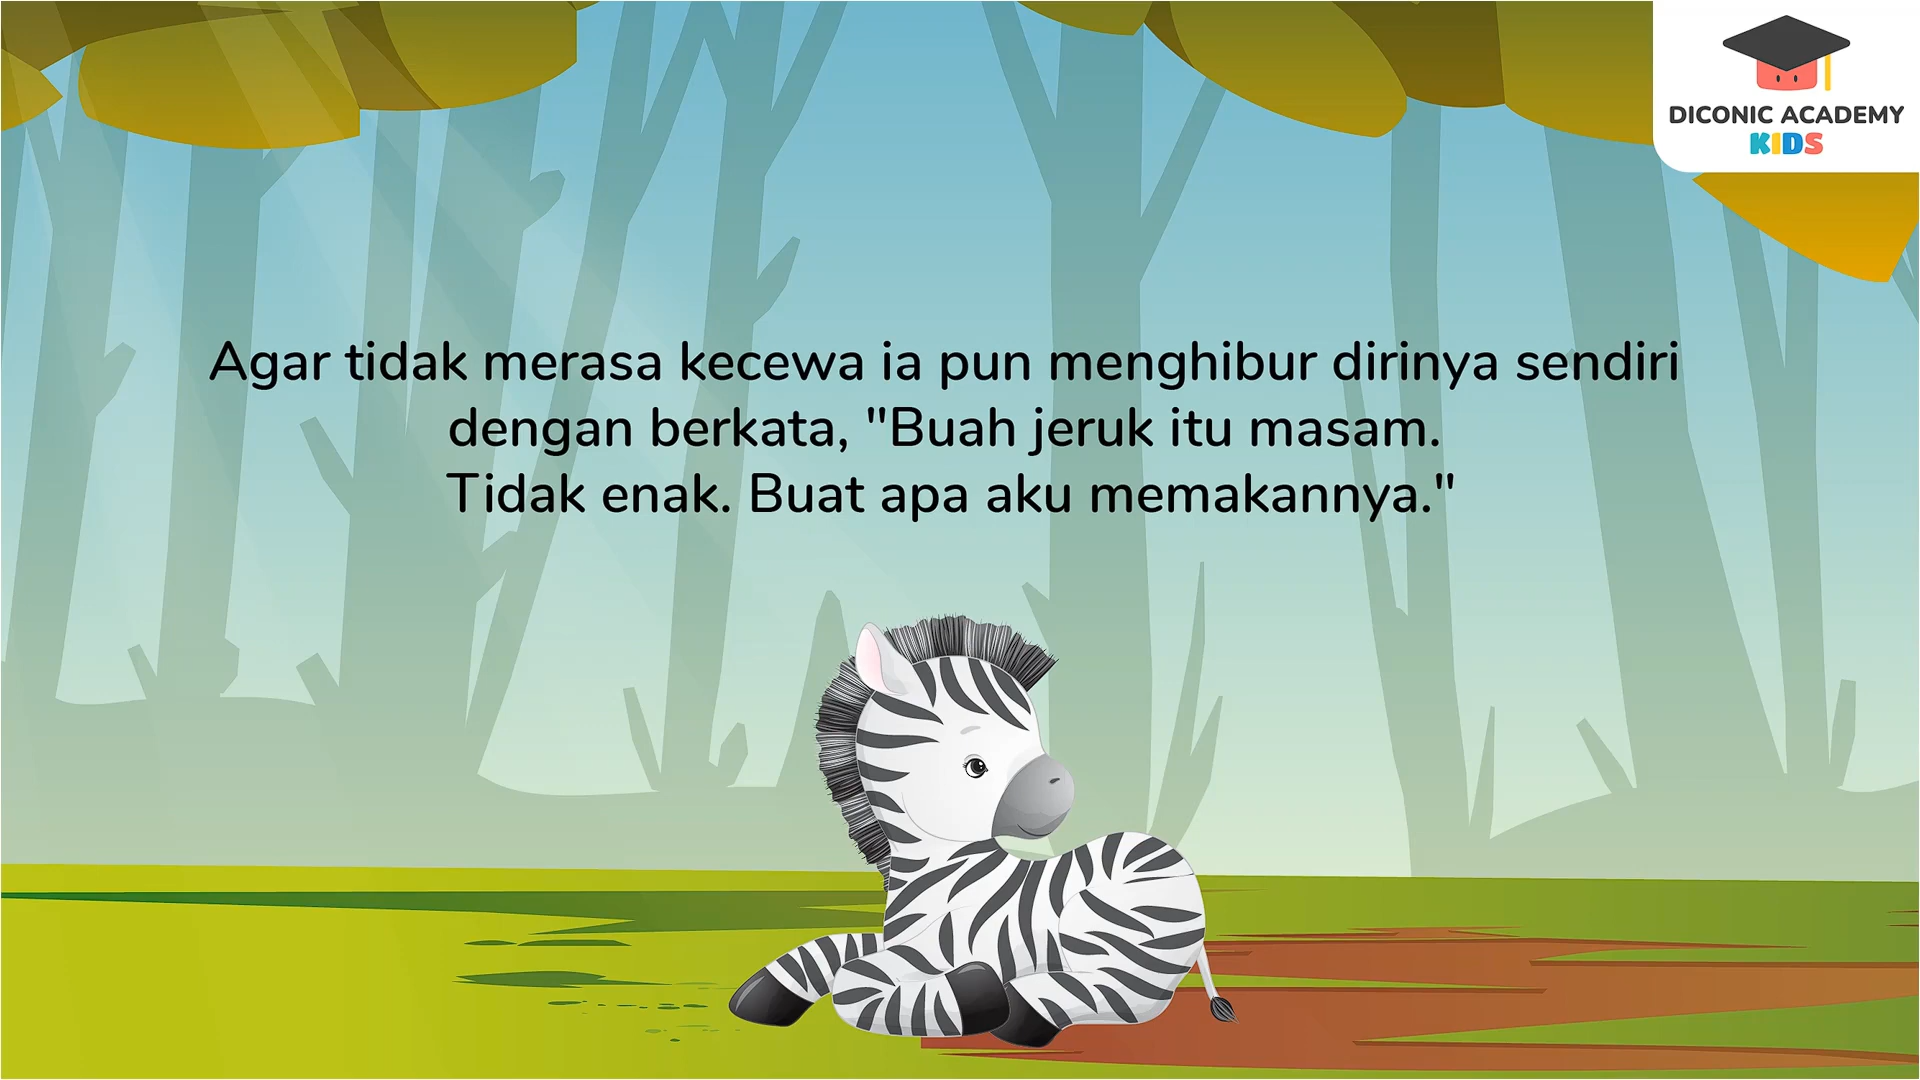 DICONIC ACADEMY
KIDS
Agar tidak merasa kecewa ia pun menghibur dirinya sendiri
dengan berkata, "Buah jeruk itu masam.
Tidak enak. Buat apa aku memakannya."